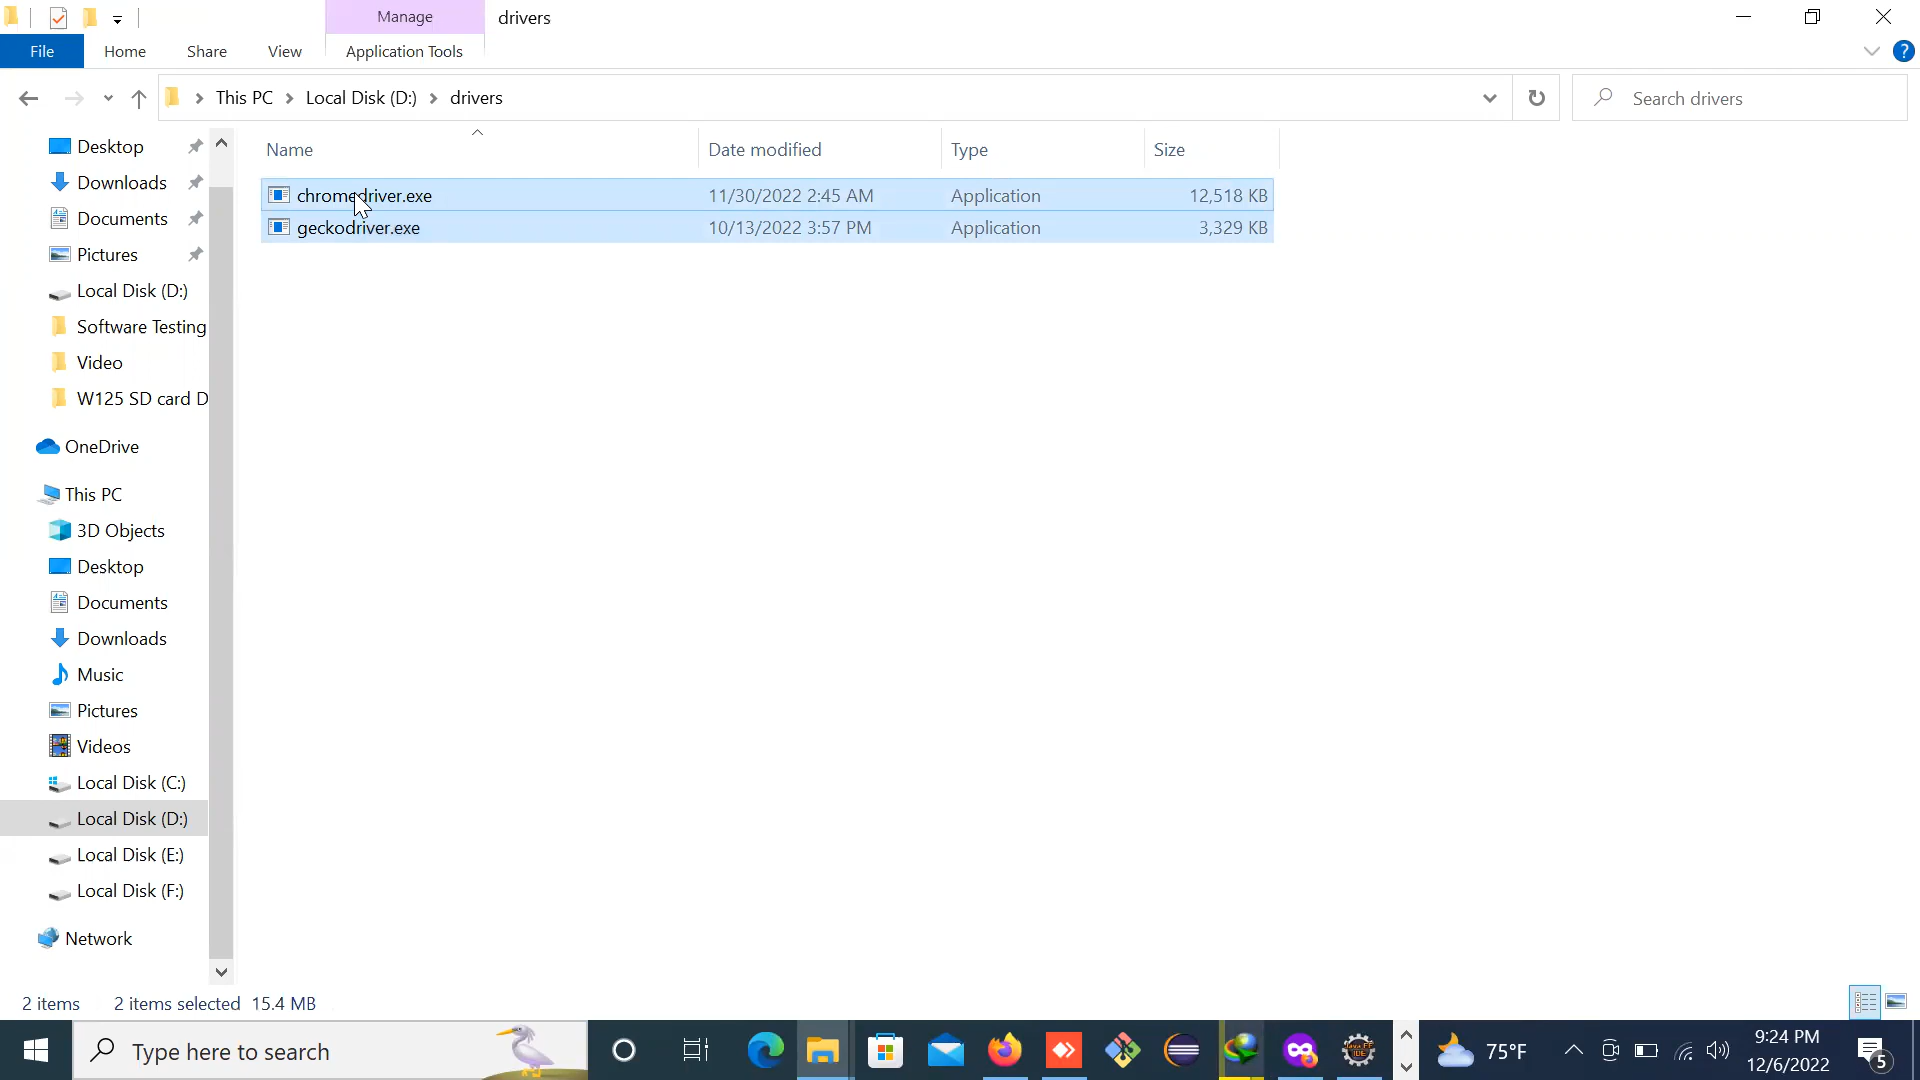 Manage
drivers
File
Home
Share
View
Application Tools
This PC
Local Disk (D:)
drivers
Search drivers
Name
Date modified
Type
Size
chromedriver.exe
11/30/2022 2:45 AM
Application
12,518 KB
geckodriver.exe
10/13/2022 3:57 PM
Application
3,329 KB
Desktop
Downloads
Documents
Pictures
Local Disk (D:)
Software Testing
Video
W125 SD card D
OneDrive
This PC
3D Objects
Desktop
Documents
Downloads
Music
Pictures
Videos
Local Disk (C:)
Local Disk (D:)
Local Disk (E:)
Local Disk (F:)
Network
2 items
2 items selected 15.4 MB
Type here to search
Java EE
IDE
75°F
9:24 PM
12/6/2022
5